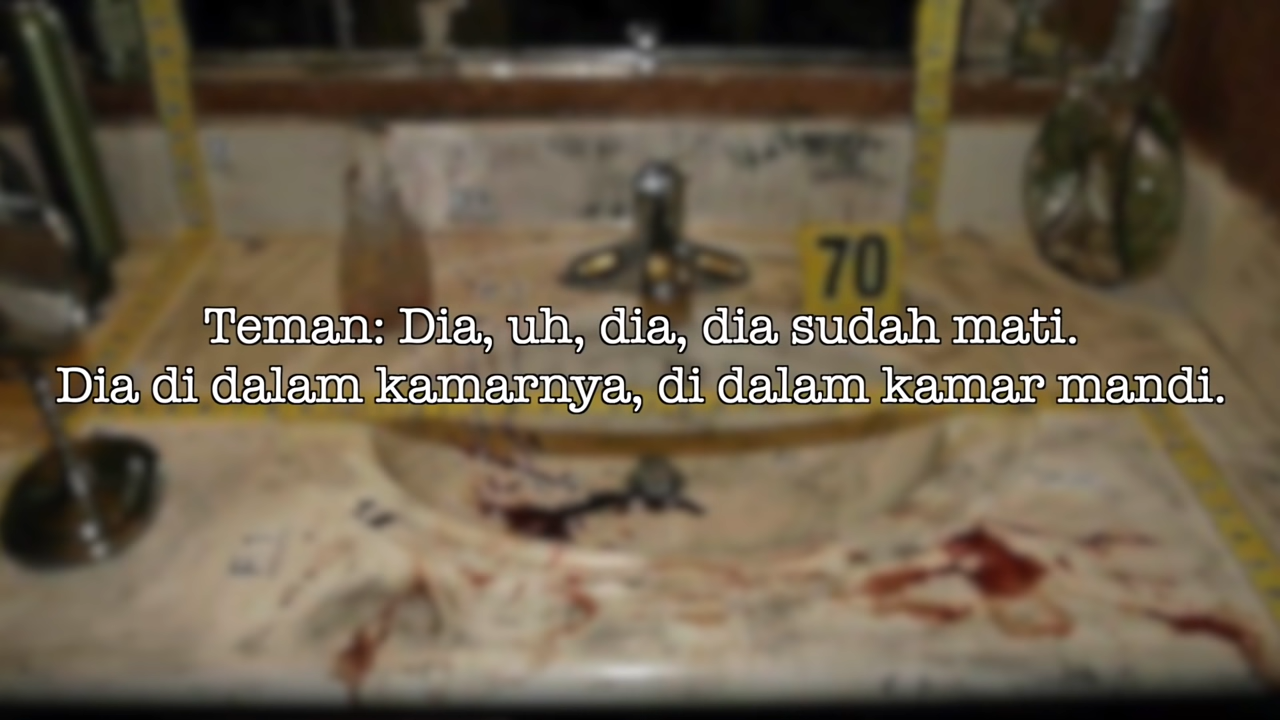 70
Teman: Dia, uh, dia, dia sudah mati.
Dia di dalam kamarnya, di dalam kamar mandi.